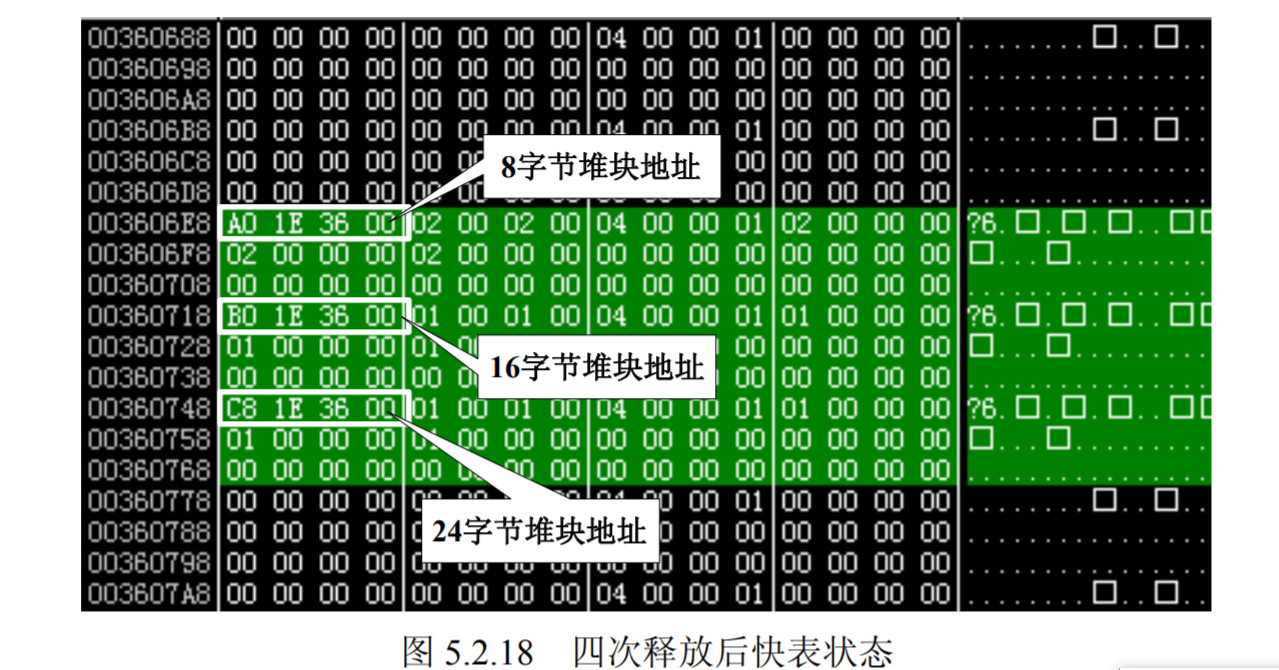 00360688 00 00 00 00 00 00 00 00 04 00 00 01 00 00 00 00 ........□..□..
00360698 00 00 00 00 00 00 00 00 00 00 00 00 00 00 00 00 ................
003606A8 00 00 00 00 00 00 00 00 00 00 00 00 00 00 00 00 ................
003606B8 00 00 00 00 00 00 00 00 04 00 00 01 00 00 00 00 ........□..□..
003606C8 00 00 00 00 00 00 00 00 00 ................
8字节堆块地址
003606D8 00 00 00 00 00 00 00 00 00 00 00 00 ................
003606E8 A0 1E 36 00 02 00 02 00 04 00 00 01 02 00 00 00 ?6.□.□.□..□□
003606F8 02 00 00 00 02 00 00 00 00 00 00 00 00 00 00 00 □...□...........
00360708 00 00 00 00 00 00 00 00 00 00 00 00 00 00 00 00 ................
00360718 B0 1E 36 00 01 00 01 00 04 00 00 01 01 00 00 00 ?6.□.□.□..□□
00360728 01 00 00 00 01 00 00 00 00 □...□...........
16字节堆块地址
00360738 00 00 00 00 00 00 00 00 00 ................
00360748 C8 1E 36 00 01 00 01 00 04 00 00 01 01 00 00 00 ?6.□.□.□..□□
00360758 01 00 00 00 01 00 00 00 00 00 00 00 00 00 00 00 □...□...........
00360768 00 00 00 00 00 00 00 00 00 00 00 00 00 00 00 ................
00360778 00 00 00 00 00 00 00 04 00 00 01 00 00 00 00 ........□..□..
24字节堆块地址
00360788 00 00 00 00 00 00 00 00 00 ................
00360798 00 00 00 00 00 00 00 00 00 00 00 00 ................
003607A8 00 00 00 00 00 00 00 00 04 00 00 01 00 00 00 00 ........□..□..
图 5.2.18 四次释放后快表状态